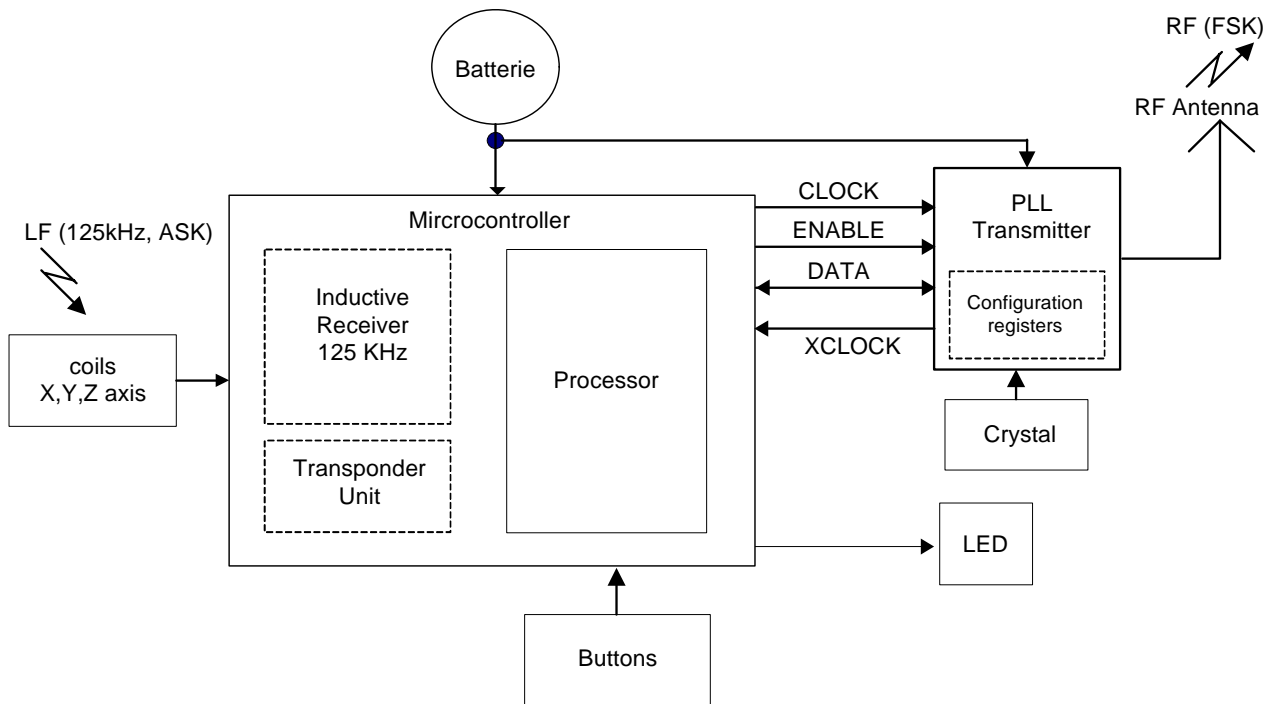 RF (FSK)
Batterie
RF Antenna
CLOCK
PLL
Transmitter
Mircrocontroller
LF (125kHz, ASK)
ENABLE
DATA
Inductive
Receiver
125 KHz
Configuration
registers
XCLOCK
coils
X,Y,Z axis
Processor
Crystal
Transponder
Unit
LED
Buttons